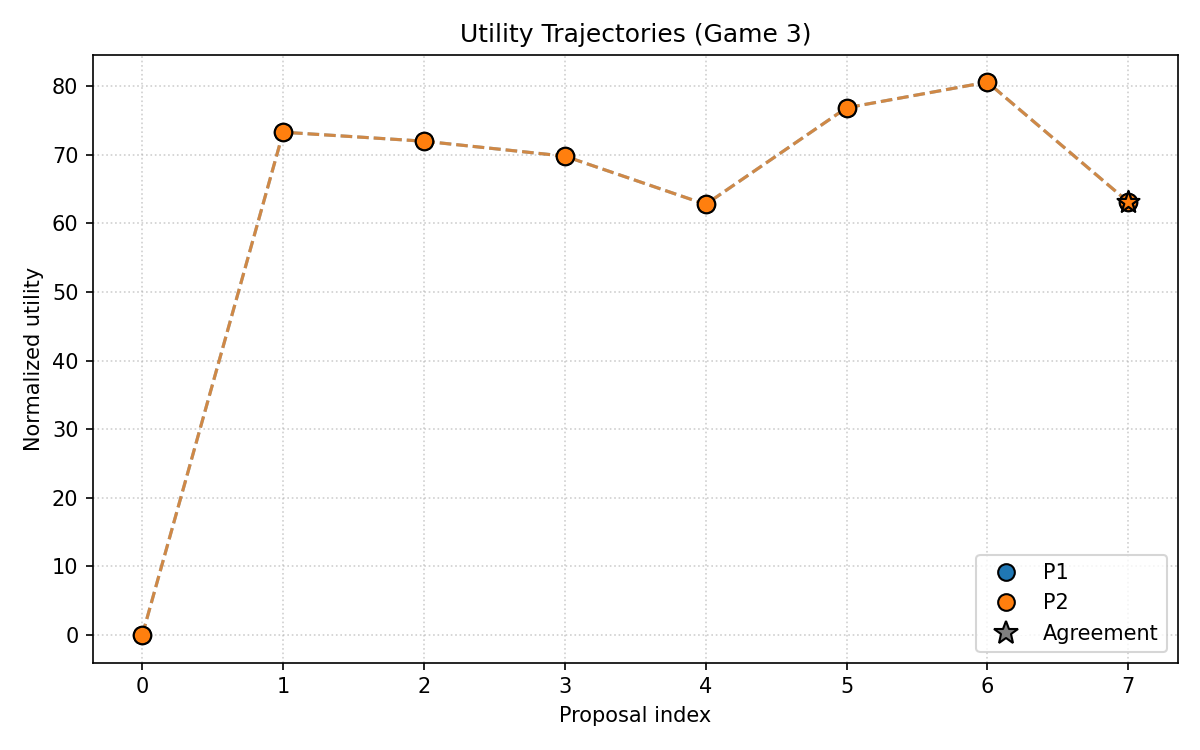 Utility Trajectories (Game 3)
Normalized utility
80
70
60
50
40
30
20
10
0
P1
P2
Agreement
0 1 2 3 4 5 6 7
Proposal index